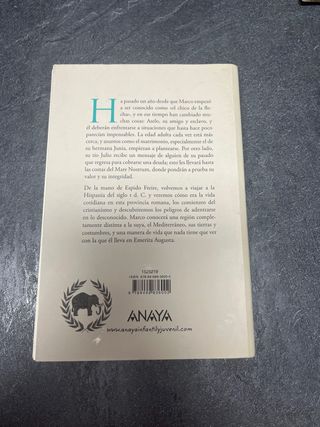 Ha pasado un año desde que Marco empezó
a ser conocido como «el chico de la fle-
cha», y en ese tiempo han cambiado mu-
chas cosas: Aselo, su amigo y esclavo, y
él deberán enfrentarse a situaciones que hasta hace poco
parecían impensables. La edad adulta cada vez está más
cerca, y asuntos como el matrimonio, especialmente el de
su hermana Junia, empiezan a plantearse. Por otro lado,
su tío Julio recibe un mensaje de alguien de su pasado
que regresa para cobrarse una deuda; esto les llevará hasta
las costas del Mare Nostrum, donde pondrán a prueba su
valor y su integridad.
De la mano de Espido Freire, volvemos a viajar a la
Hispania del siglo I d. C. y veremos cómo era la vida
cotidiana en esta provincia romana, los comienzos del
cristianismo y descubriremos los peligros de adentrarse
en lo desconocido. Marco conocerá una región comple-
tamente distinta a la suya, el Mediterráneo, sus tierras y
costumbres, y una manera de vida que nada tiene que ver
con la que él lleva en Emerita Augusta.
1525219
ANAYA
www.anayainfantilyjuvenil.com